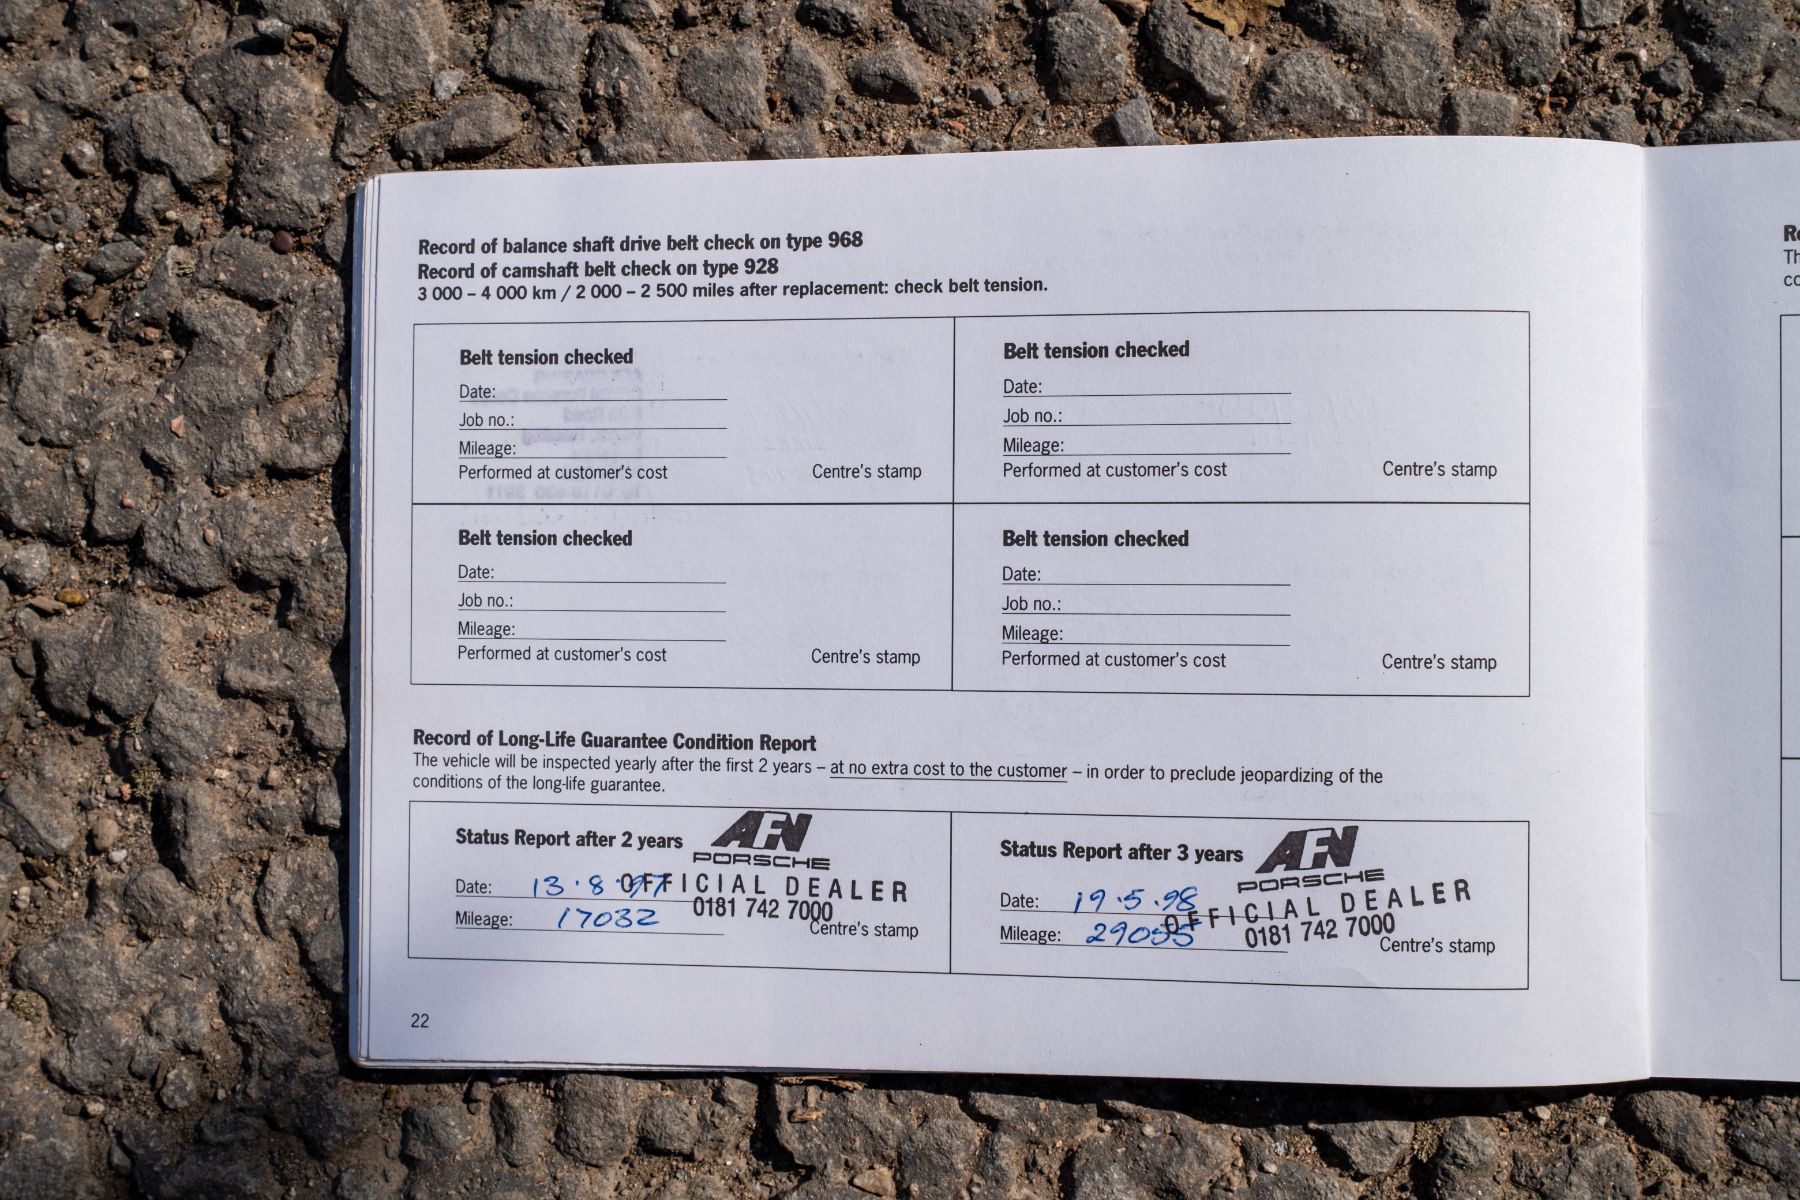 Record of balance shaft drive belt check on type 968
Record of camshaft belt check on type 928
3 000 – 4 000 km / 2 000 – 2 500 miles after replacement: check belt tension.
Belt tension checked
Date:
Job no.:
Mileage:
Performed at customer's cost Centre's stamp
Belt tension checked
Date:
Job no.:
Mileage:
Performed at customer's cost Centre's stamp
Belt tension checked
Date:
Job no.:
Mileage:
Performed at customer's cost Centre's stamp
Belt tension checked
Date:
Job no.:
Mileage:
Performed at customer's cost Centre's stamp
Record of Long-Life Guarantee Condition Report
The vehicle will be inspected yearly after the first 2 years – at no extra cost to the customer – in order to preclude jeopardizing of the
conditions of the long-life guarantee.
Status Report after 2 years
AFN
PORSCHE
Date: 13·8·97
OFFICIAL DEALER
Mileage: 17032
0181 742 7000
Centre's stamp
Status Report after 3 years
AFN
PORSCHE
Date: 19·5·98
OFFICIAL DEALER
Mileage: 29055
0181 742 7000
Centre's stamp
22